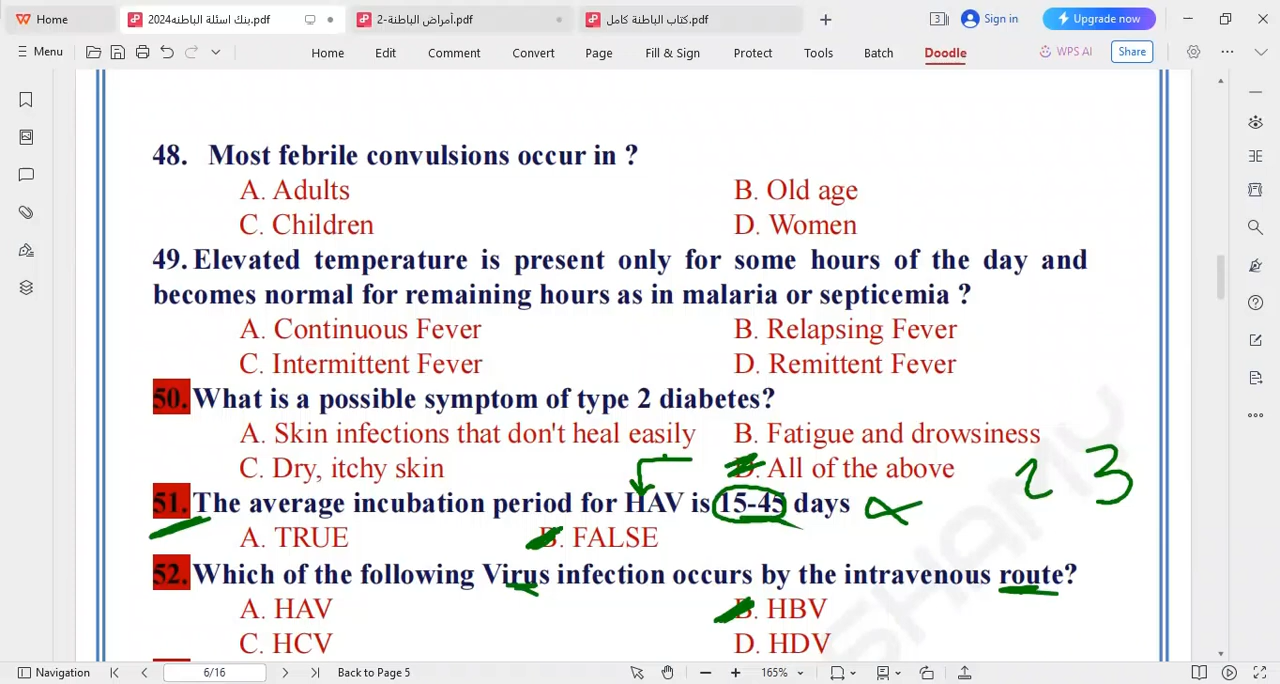 Home
بنك اسئلة الباطنه2024.pdf
2-أمراض الباطنة.pdf
كتاب الباطنة كامل.pdf
3
Sign in
Upgrade now
Menu
Home Edit Comment Convert Page Fill & Sign Protect Tools Batch Doodle
WPS AI
Share
48. Most febrile convulsions occur in ?
A. Adults B. Old age
C. Children D. Women
49. Elevated temperature is present only for some hours of the day and
becomes normal for remaining hours as in malaria or septicemia ?
A. Continuous Fever B. Relapsing Fever
C. Intermittent Fever D. Remittent Fever
50. What is a possible symptom of type 2 diabetes?
A. Skin infections that don't heal easily B. Fatigue and drowsiness
C. Dry, itchy skin D. All of the above
2 3
51. The average incubation period for HAV is 15-45 days
A. TRUE B. FALSE
52. Which of the following Virus infection occurs by the intravenous route?
A. HAV B. HBV
C. HCV D. HDV
SHAMY
Navigation
6/16
Back to Page 5
165%